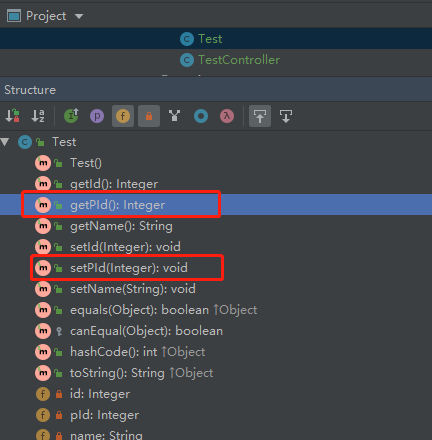 Project
Test
TestController
Structure
Test
Test()
getId(): Integer
getPId(): Integer
getName(): String
setId(Integer): void
setPId(Integer): void
setName(String): void
equals(Object): boolean ↑Object
canEqual(Object): boolean
hashCode(): int ↑Object
toString(): String ↑Object
id: Integer
pId: Integer
name: String